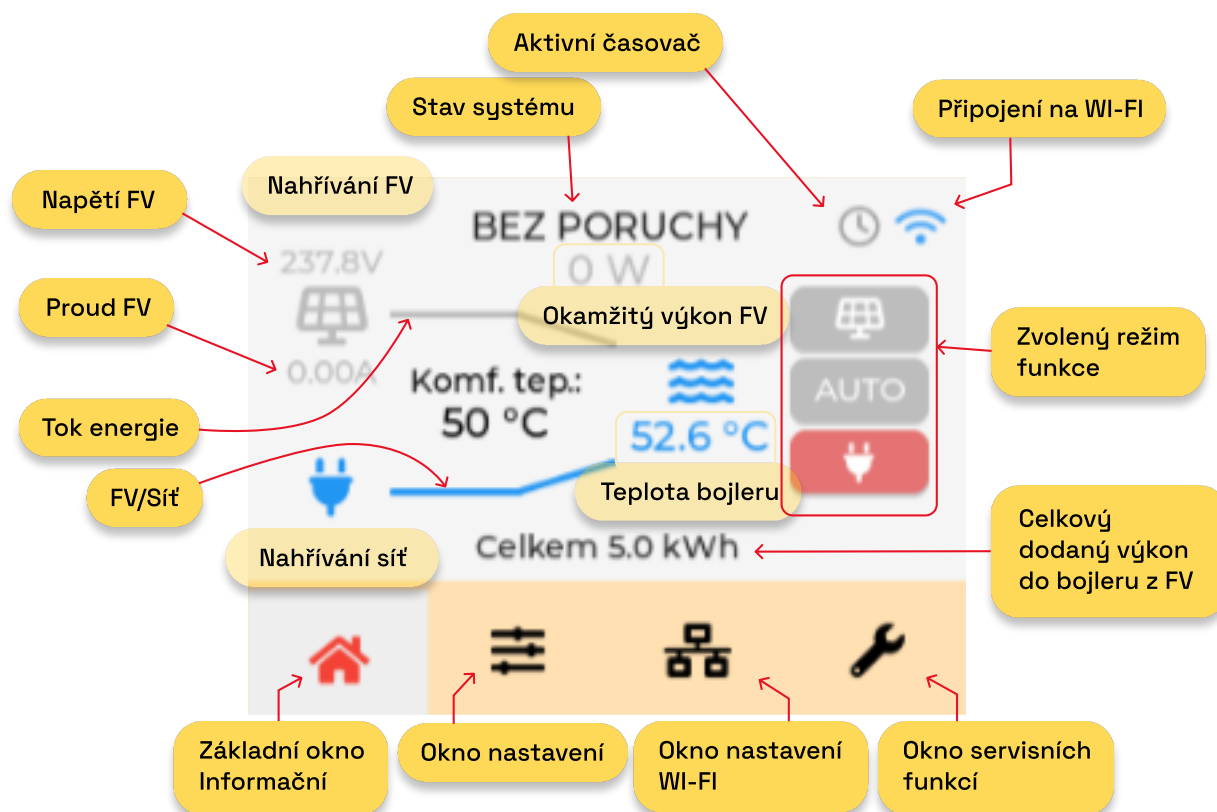 Aktivní časovač
Stav systému
Připojení na WI-FI
Nahřívání FV
Napětí FV
BEZ PORUCHY
237.8V
0 W
Proud FV
Okamžitý výkon FV
Zvolený režim
funkce
0.00A
Komf. tep.:
50 °C
AUTO
Tok energie
52.6 °C
FV/Síť
Teplota bojleru
Nahřívání síť
Celkem 5.0 kWh
Celkový
dodaný výkon
do bojleru z FV
Základní okno
Informační
Okno nastavení
Okno nastavení
WI-FI
Okno servisních
funkcí